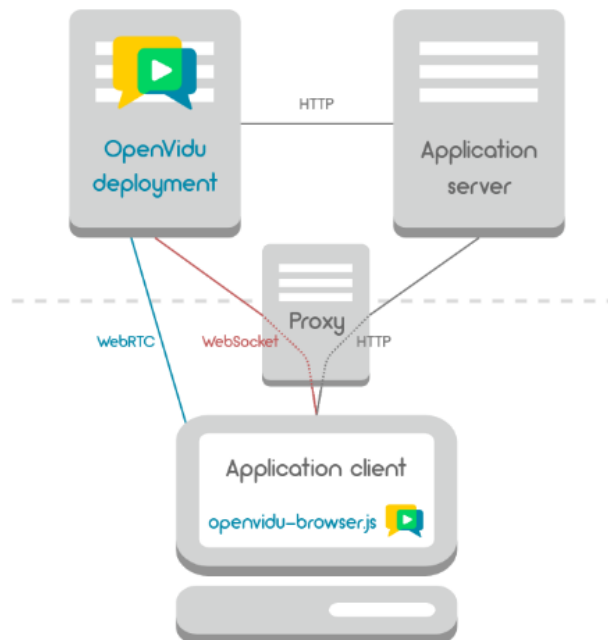 OpenVidu
deployment
HTTP
Application
server
Proxy
WebRTC
WebSocket
HTTP
Application client
openvidu-browser.js